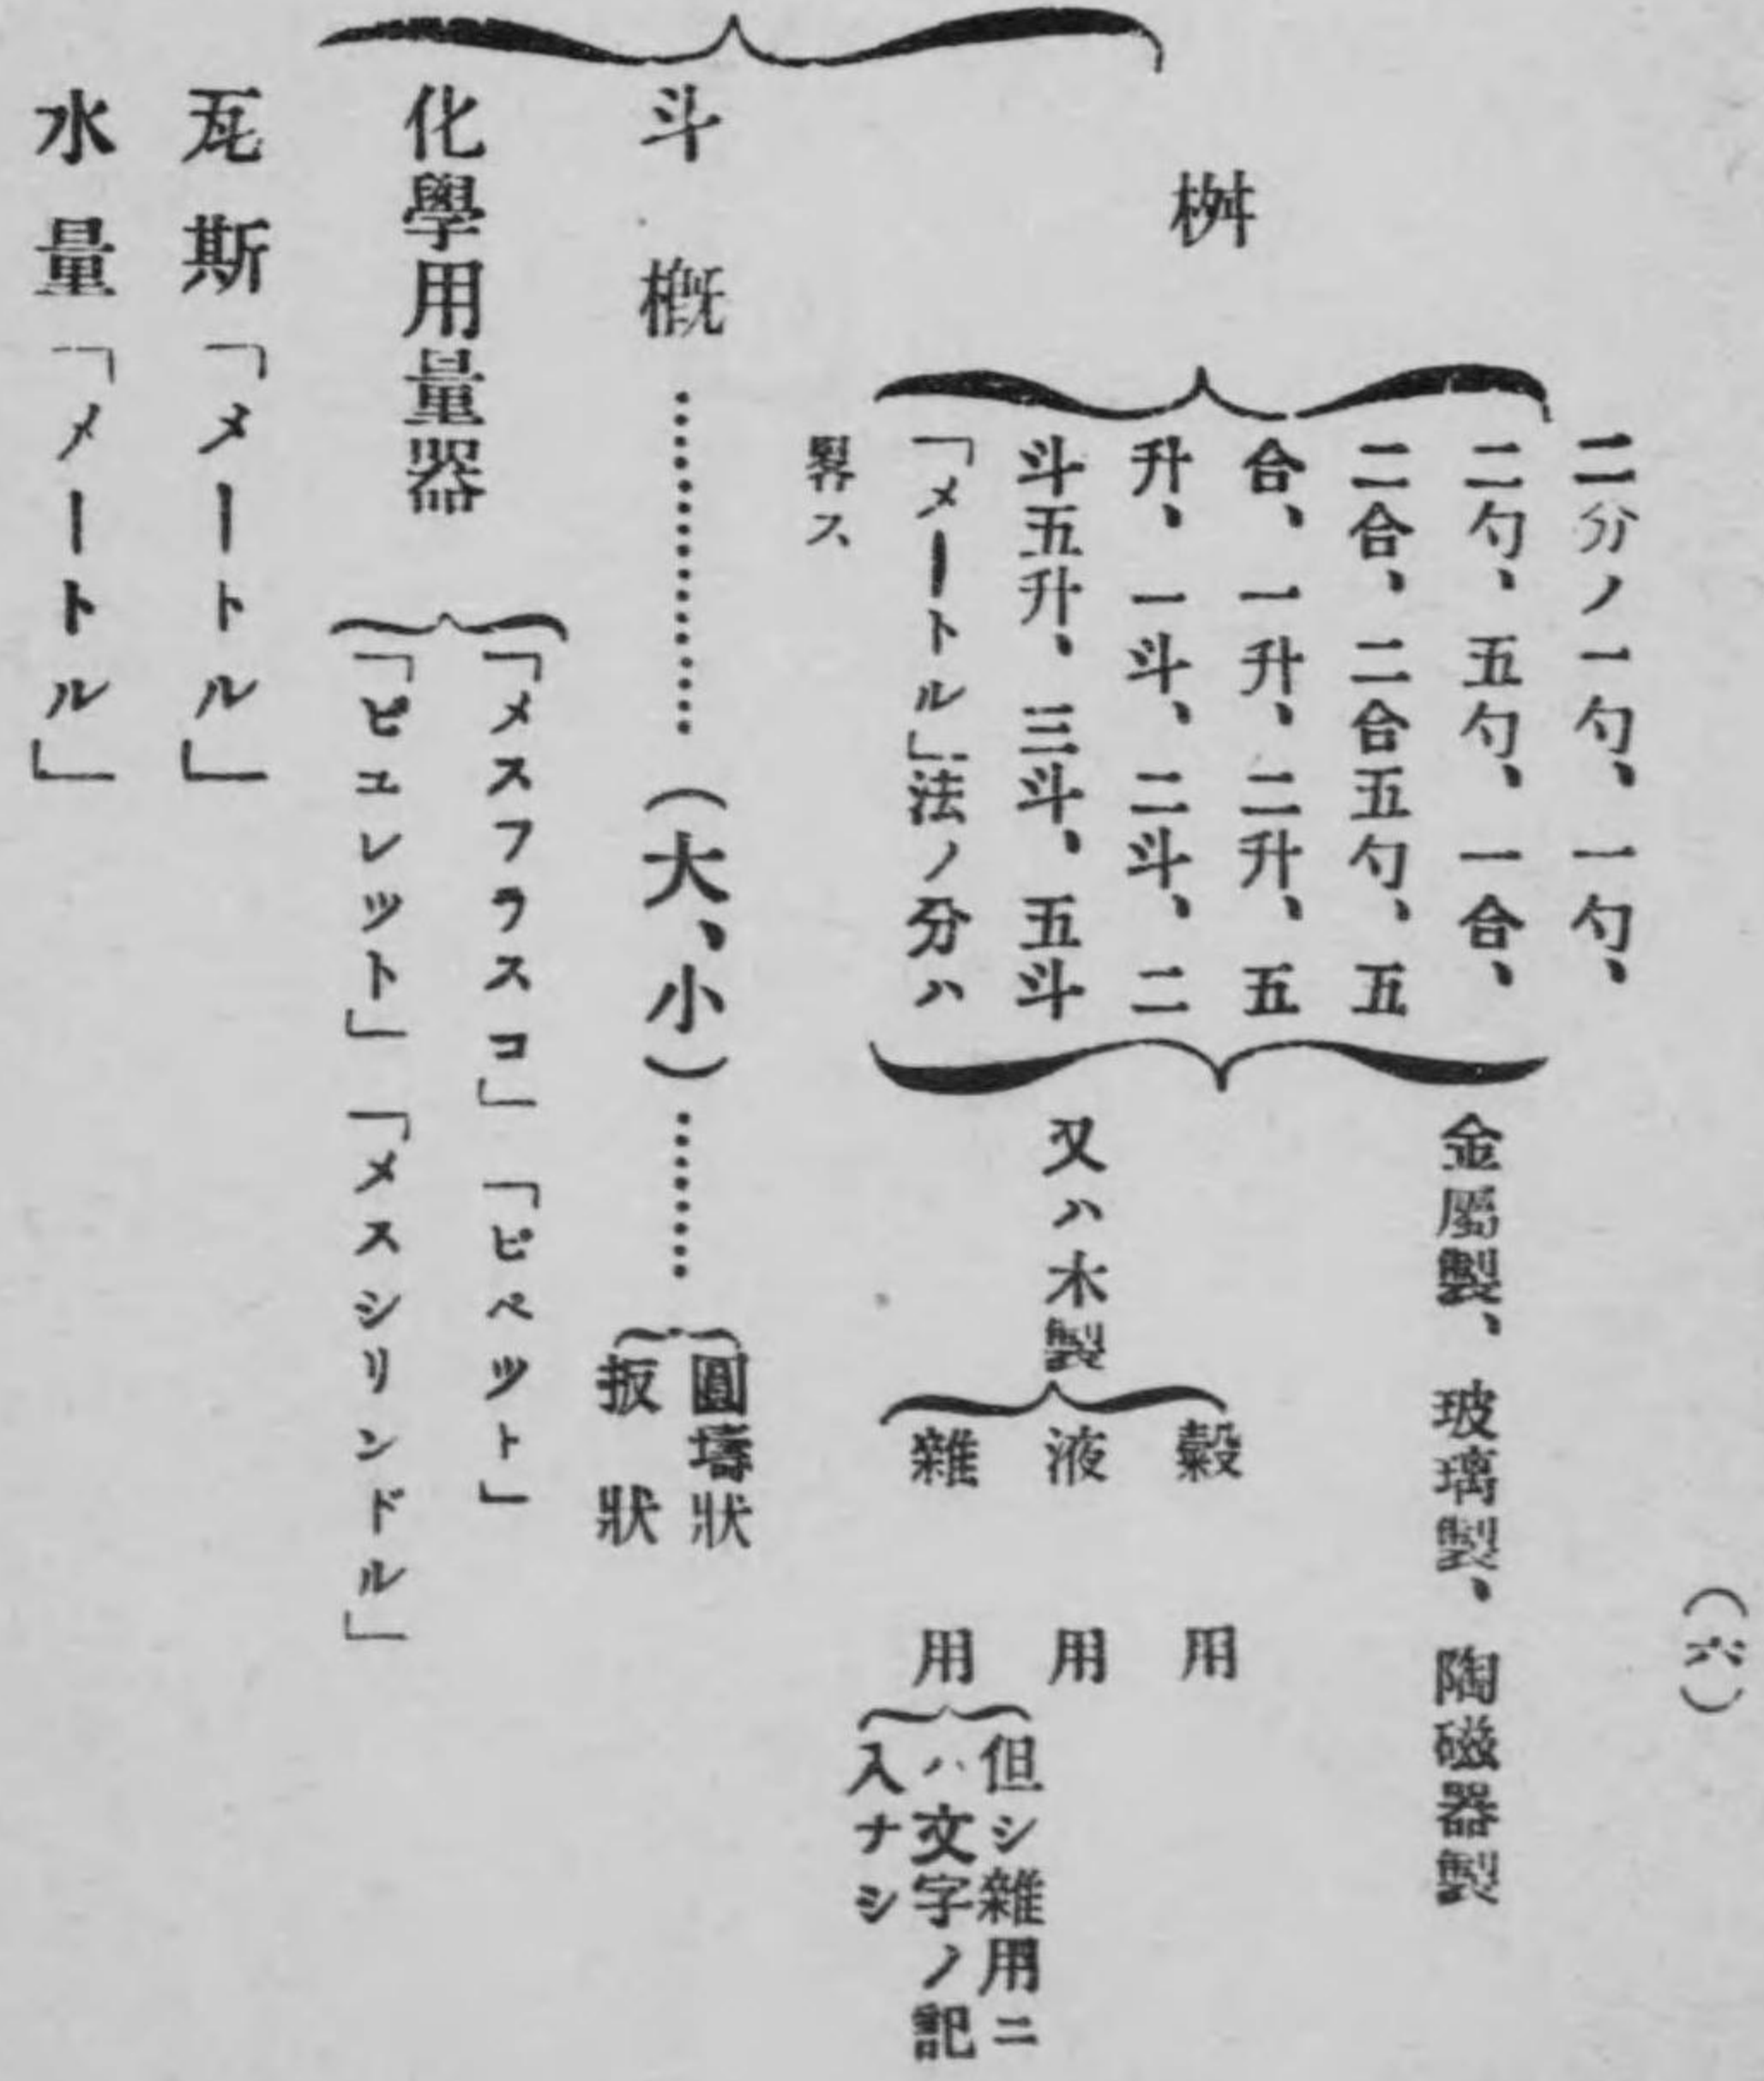 (六)
桝
二分ノ一勺、一勺、
二勺、五勺、一合、
二合、二合五勺、五
合、一升、二升、五
升、一斗、二斗、二
斗五升、三斗、五斗
「メートル」法ノ分ハ
畧ス
金屬製、玻璃製、陶磁器製
又ハ木製
穀用
液用
雜用
但シ雜用ニ
ハ文字ノ記
入ナシ
斗概………………(大、小)………
圓壔狀
扳狀
化學用量器
「メスフラスコ」「ピペット」
「ビュレット」「メスシリンドル」
瓦斯「メートル」
水量「メートル」